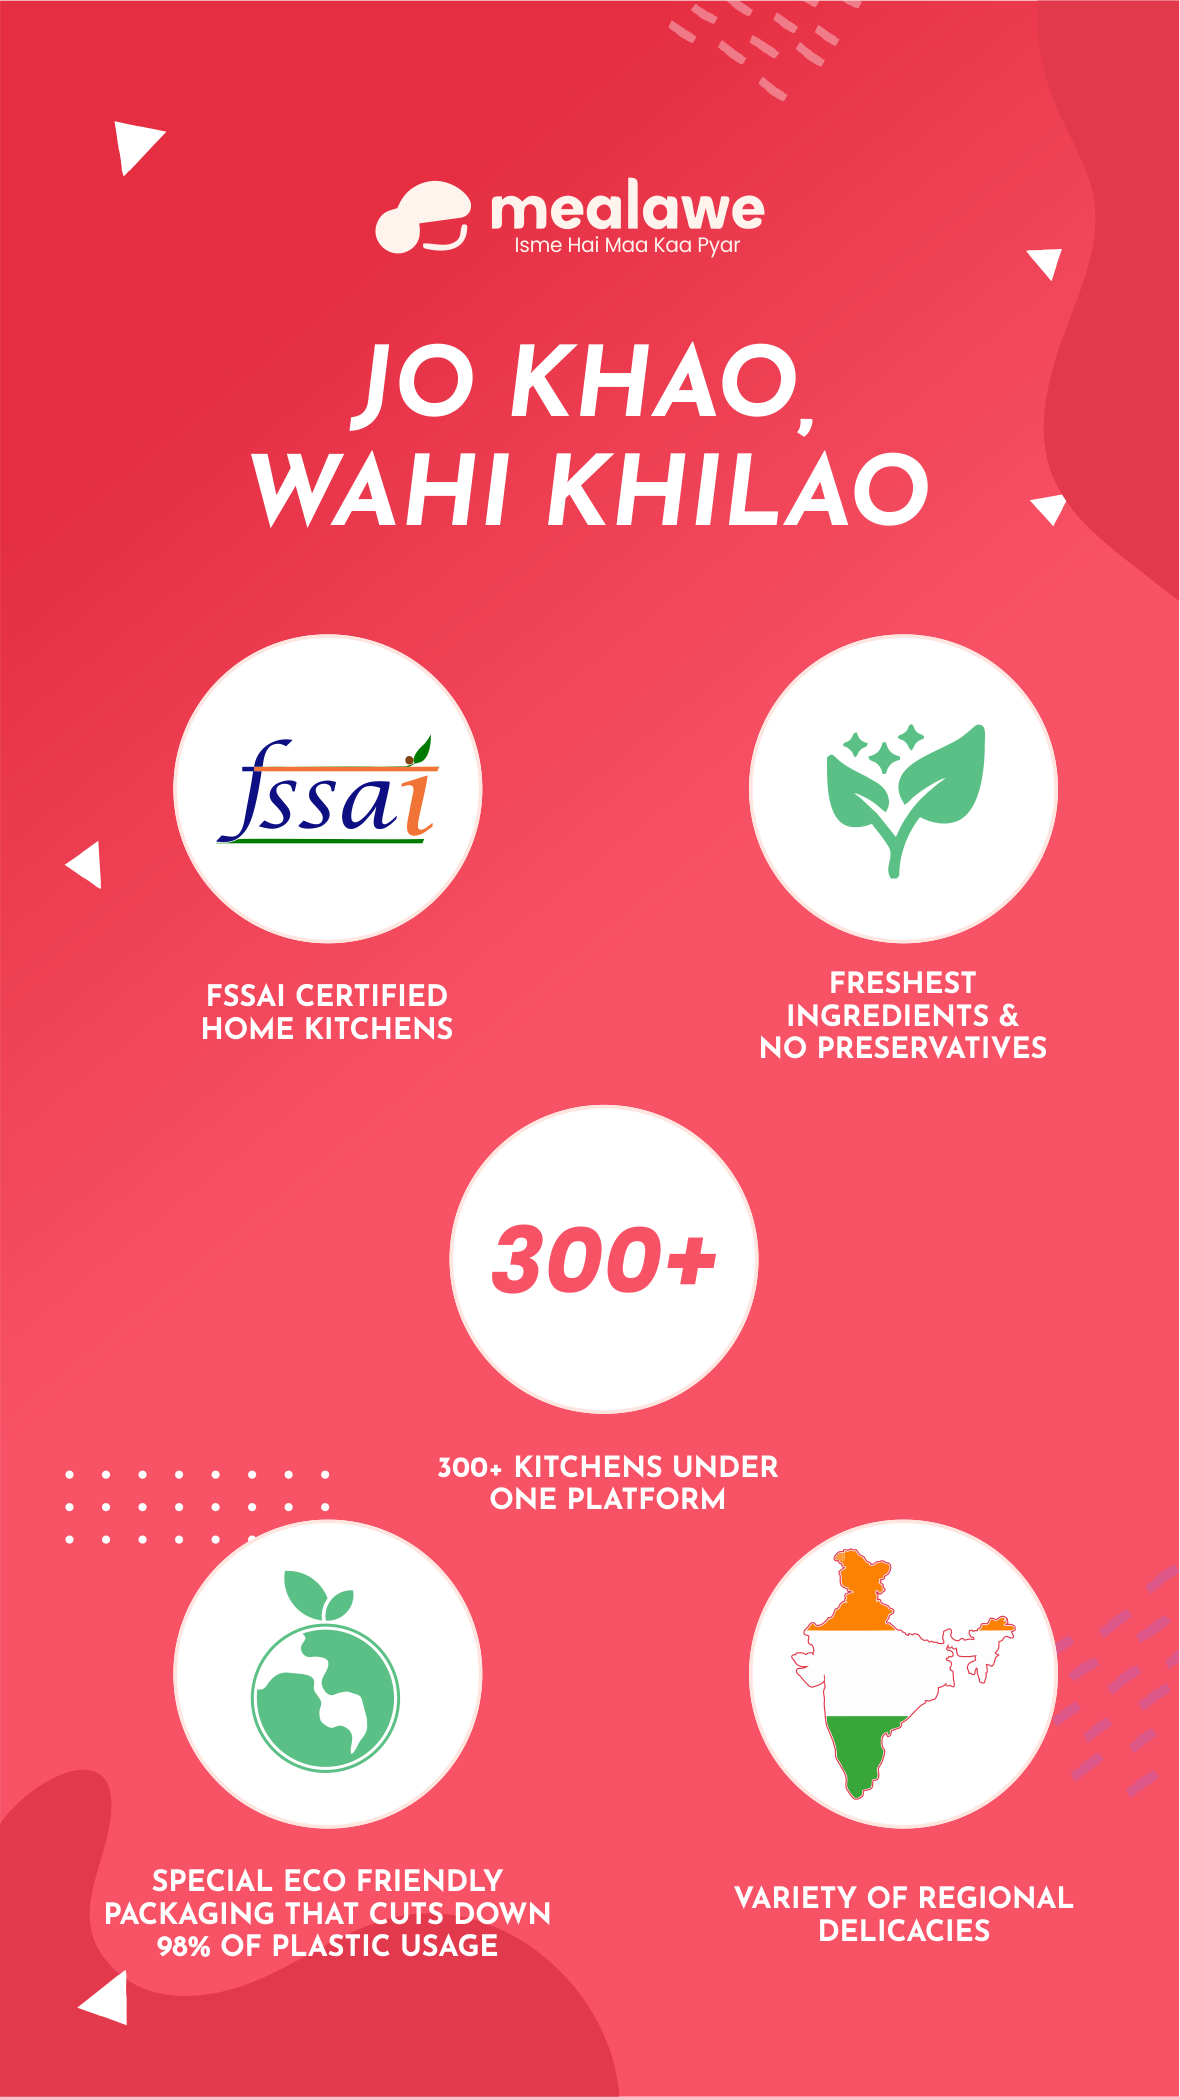 mealawe
Isme Hai Maa Kaa Pyar
JO KHAO,
WAHI KHILAO
fssai
FSSAI CERTIFIED
HOME KITCHENS
FRESHEST
INGREDIENTS &
NO PRESERVATIVES
300+
300+ KITCHENS UNDER
ONE PLATFORM
SPECIAL ECO FRIENDLY
PACKAGING THAT CUTS DOWN
98% OF PLASTIC USAGE
VARIETY OF REGIONAL
DELICACIES